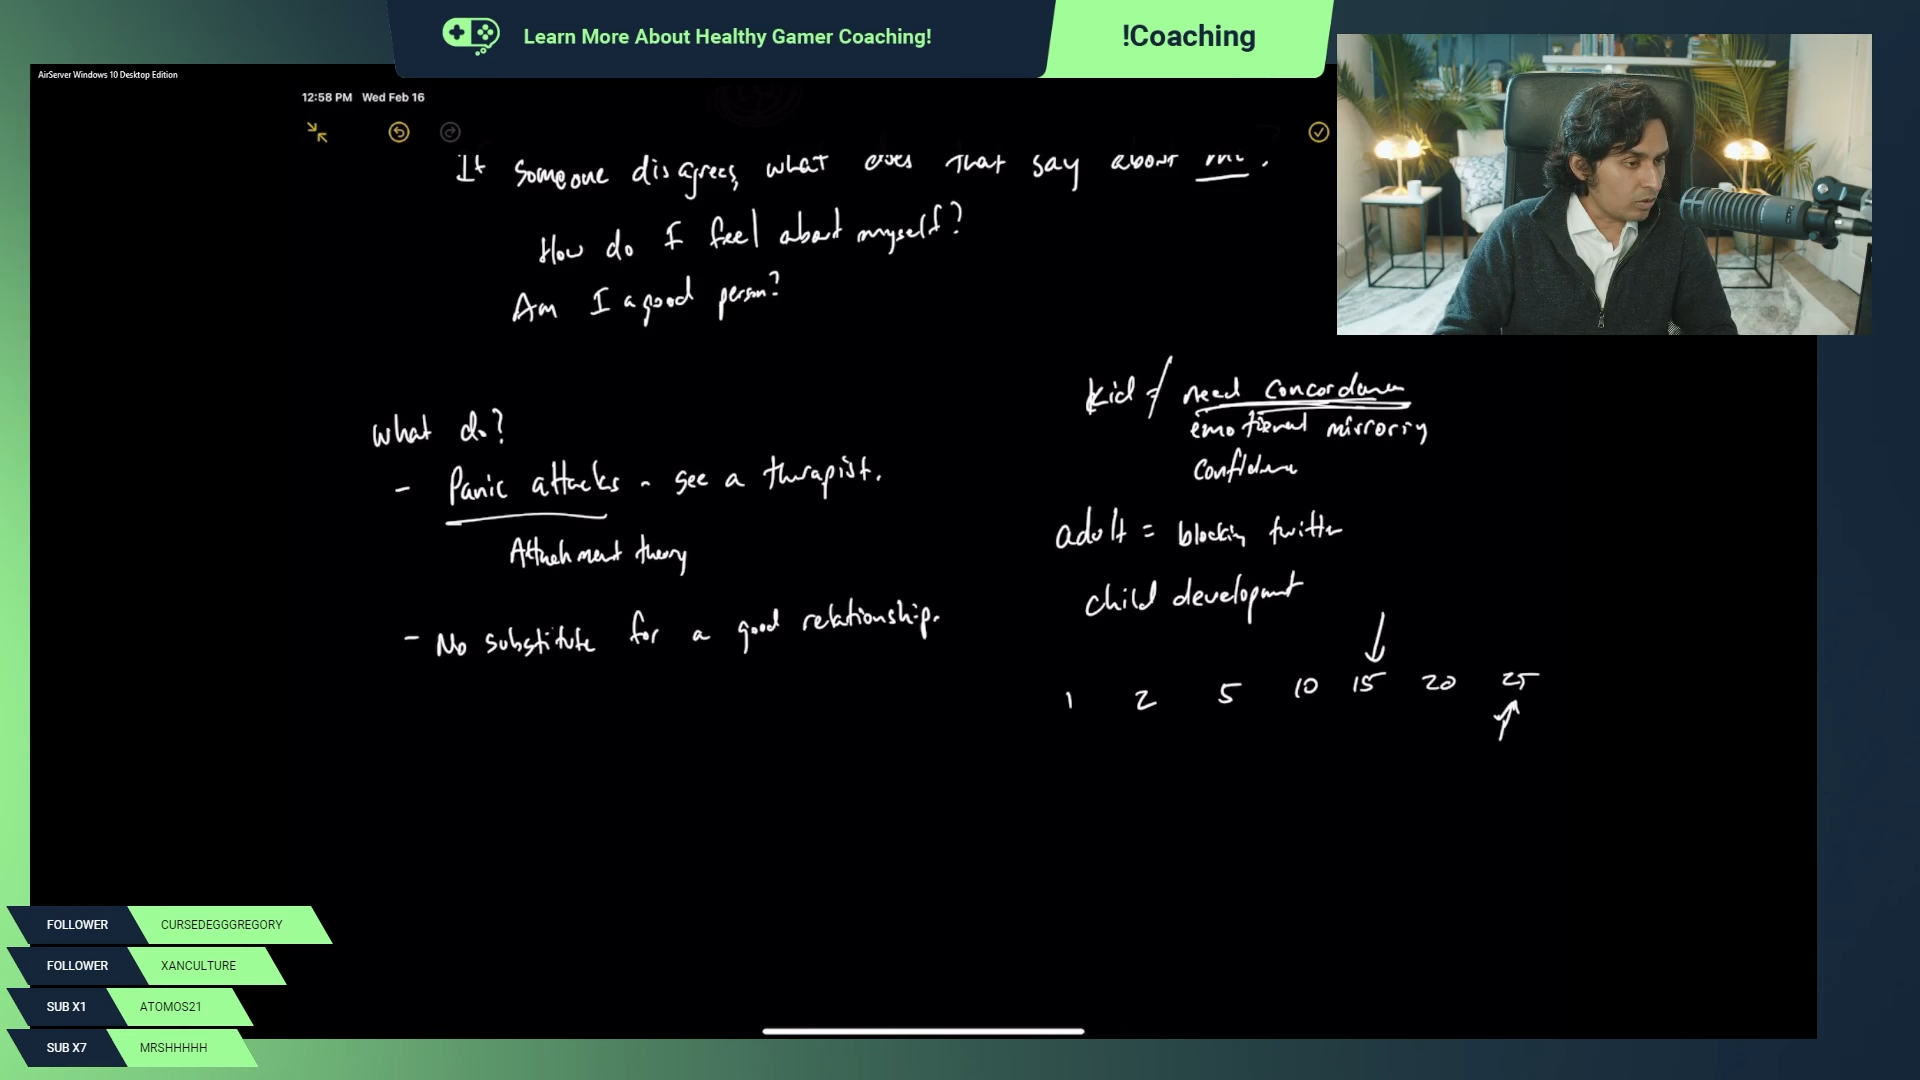 Learn More About Healthy Gamer Coaching!
!Coaching
AirServer Windows 10 Desktop Edition
12:58 PM Wed Feb 16
If someone disagrees, what does that say about me.
How do I feel about myself?
Am I a good person?
What do?
- Panic attacks - see a therapist.
Attachment theory
- No substitute for a good relationship.
kid ≠ need concordance
emotional mirroring
confidence
adult = blocking twitter
child development
1 2 5 10 15 20 25
FOLLOWER CURSEDEGGGREGORY
FOLLOWER XANCULTURE
SUB X1 ATOMOS21
SUB X7 MRSHHHHH